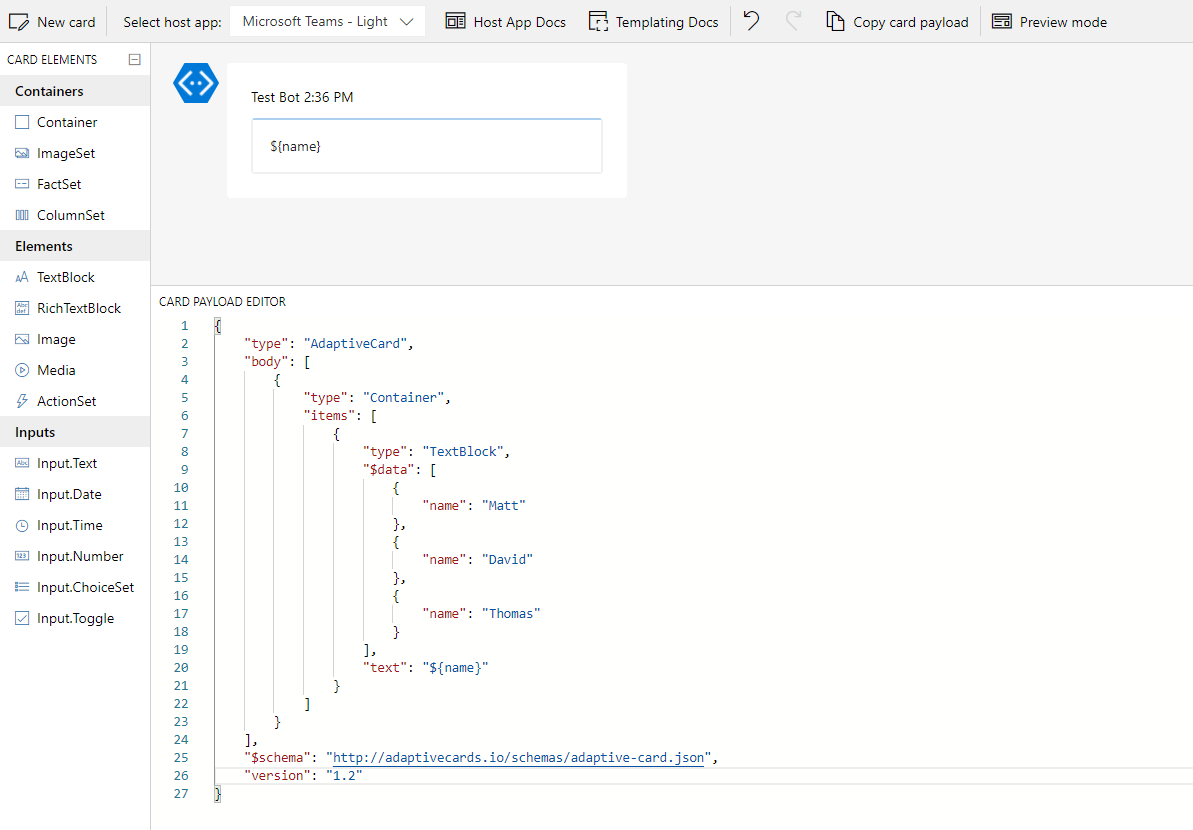 New card
Select host app:
Microsoft Teams - Light
Host App Docs
Templating Docs
Copy card payload
Preview mode
CARD ELEMENTS
Containers
Container
ImageSet
FactSet
ColumnSet
Elements
TextBlock
RichTextBlock
Image
Media
ActionSet
Inputs
Input.Text
Input.Date
Input.Time
Input.Number
Input.ChoiceSet
Input.Toggle
Test Bot 2:36 PM
${name}
CARD PAYLOAD EDITOR
1 {
2 "type": "AdaptiveCard",
3 "body": [
4 {
5 "type": "Container",
6 "items": [
7 {
8 "type": "TextBlock",
9 "$data": [
10 {
11 "name": "Matt"
12 },
13 {
14 "name": "David"
15 },
16 {
17 "name": "Thomas"
18 }
19 ],
20 "text": "${name}"
21 }
22 ]
23 }
24 ],
25 "$schema": "http://adaptivecards.io/schemas/adaptive-card.json",
26 "version": "1.2"
27 }